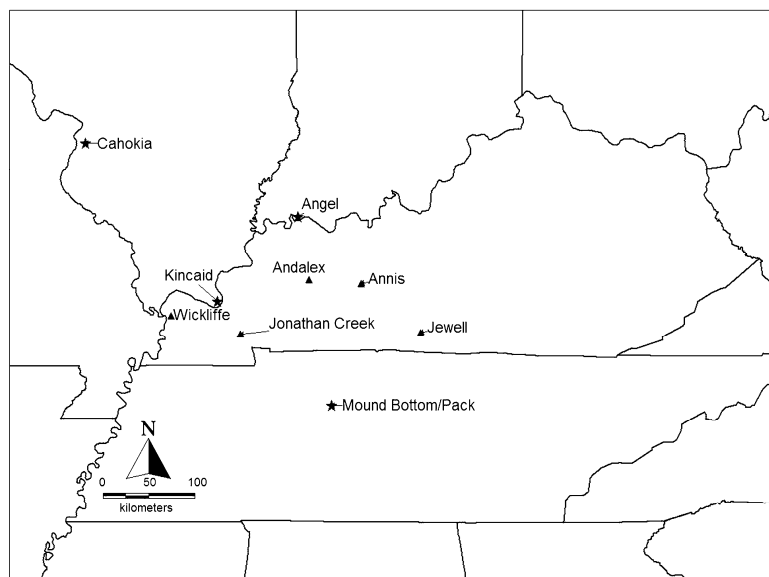 Cahokia
Angel
Kincaid
Andalex
Annis
Wickliffe
Jonathan Creek
Jewell
Mound Bottom/Pack
N
0 50 100
kilometers